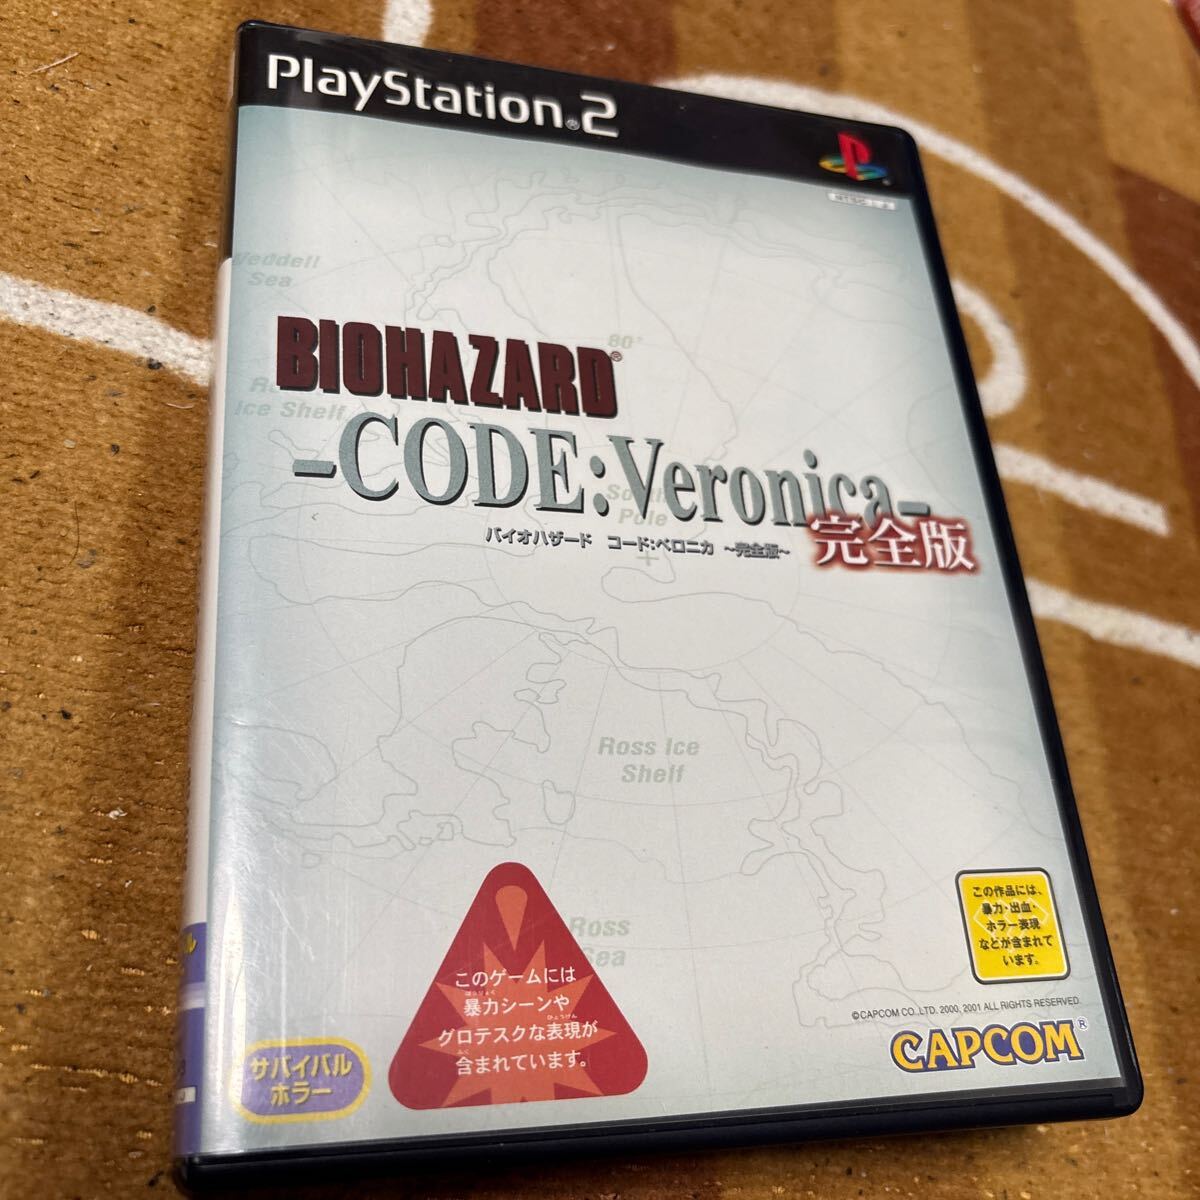 PlayStation®2
NTSC J
Weddell
Sea
80°
BIOHAZARD®
Ice Shelf
-CODE:Veronica-
South
Pole
完全版
バイオハザード コード:ベロニカ ～完全版～
Ross Ice
Shelf
Ross
Sea
このゲームには
暴力シーンや
グロテスクな表現が
含まれています。
この作品には、
暴力・出血・
ホラー表現
などが含まれて
います。
©CAPCOM CO.,LTD. 2000, 2001 ALL RIGHTS RESERVED.
CAPCOM®
サバイバル
ホラー